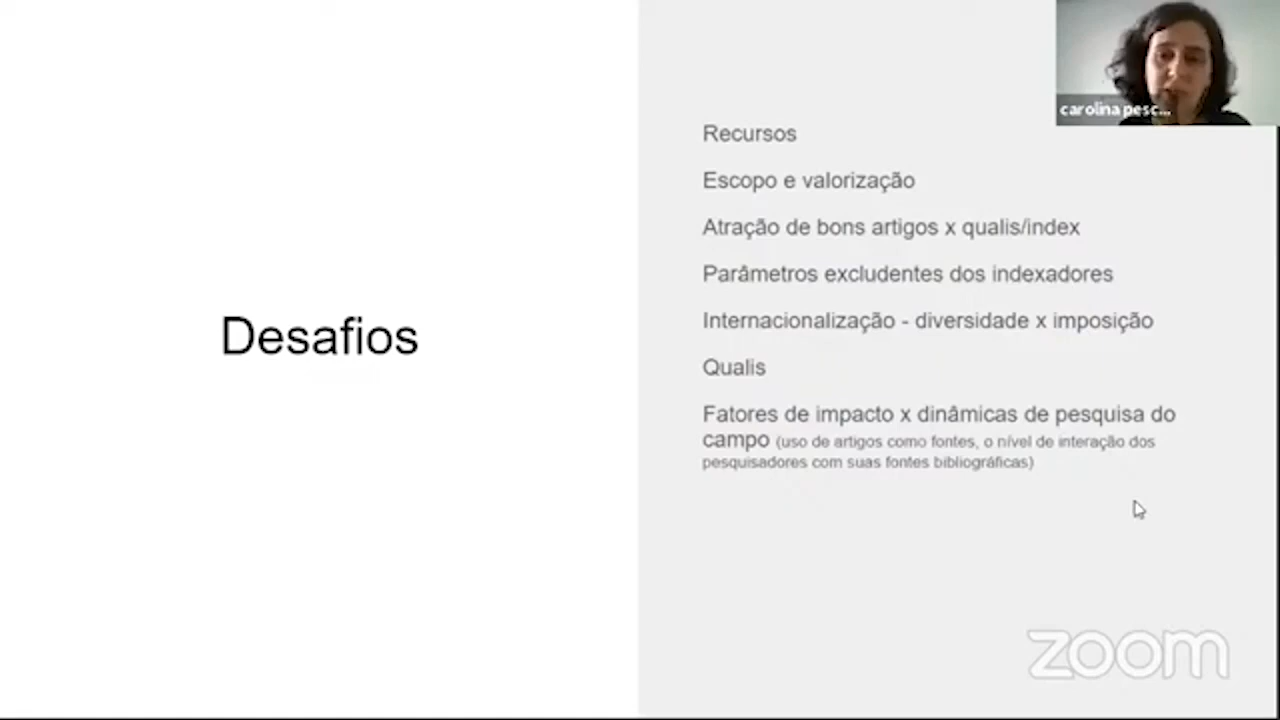 carolina pesc...
Desafios
Recursos
Escopo e valorização
Atração de bons artigos x qualis/index
Parâmetros excludentes dos indexadores
Internacionalização - diversidade x imposição
Qualis
Fatores de impacto x dinâmicas de pesquisa do
campo (uso de artigos como fontes, o nível de interação dos
pesquisadores com suas fontes bibliográficas)
zoom